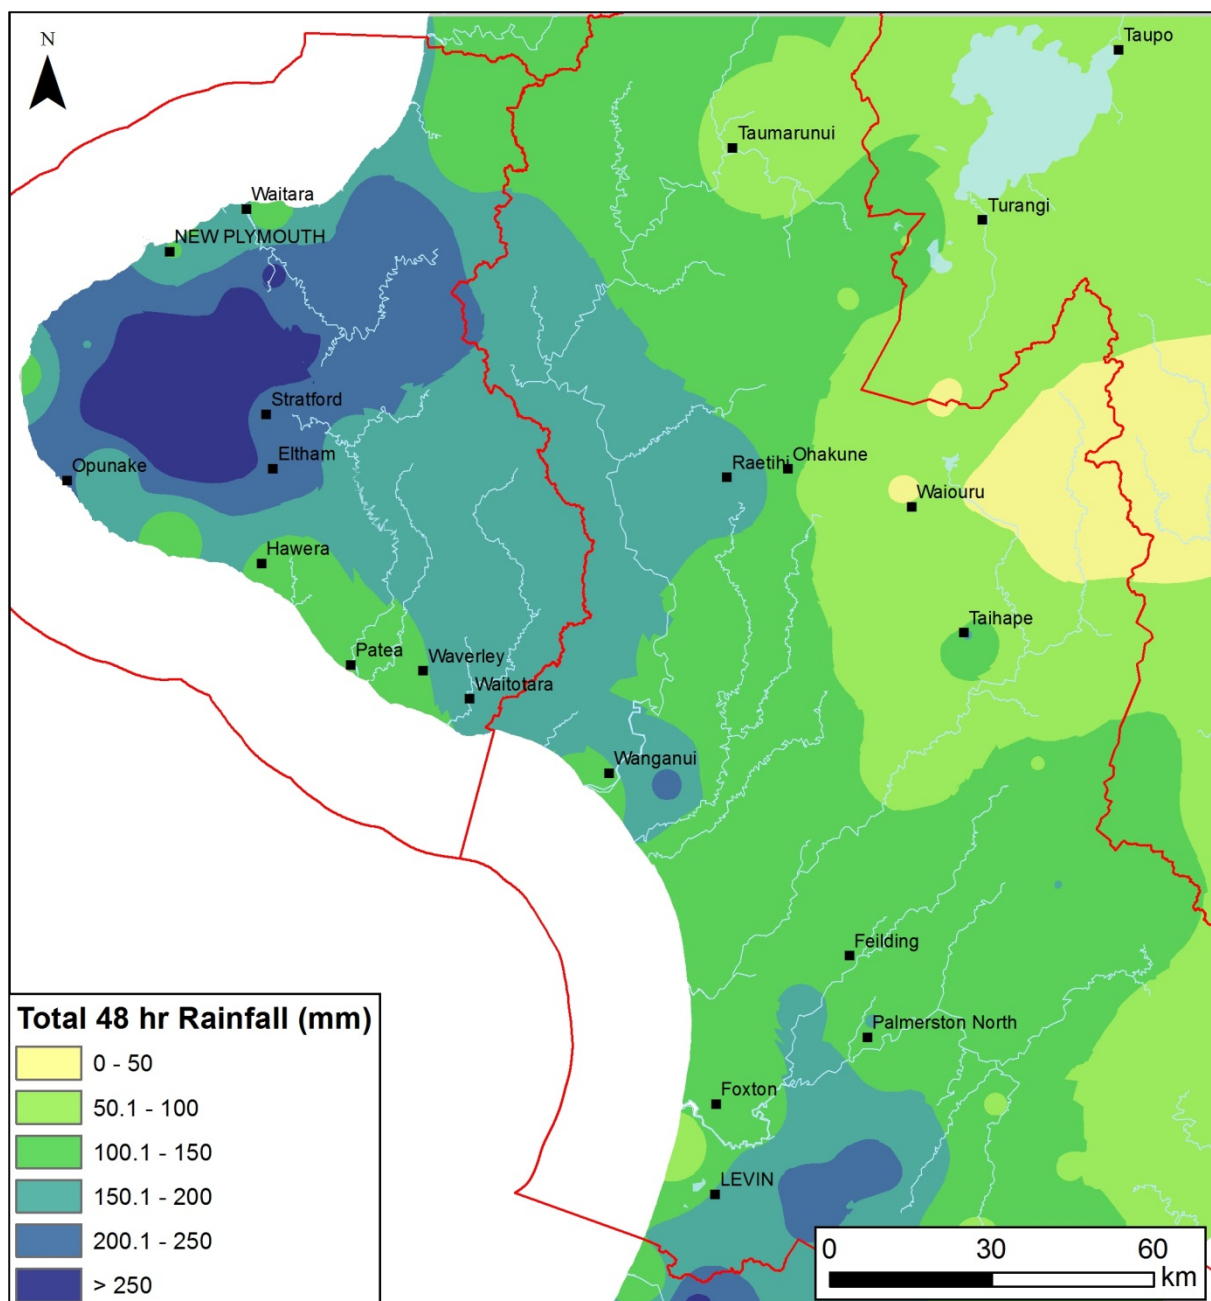 N
Taupo
Taumarunui
Waitara
Turangi
NEW PLYMOUTH
Stratford
Opunake
Eltham
Raetihi
Ohakune
Waiouru
Hawera
Taihape
Patea
Waverley
Waitotara
Wanganui
Feilding
Palmerston North
Foxton
LEVIN
Total 48 hr Rainfall (mm)
0 - 50
50.1 - 100
100.1 - 150
150.1 - 200
200.1 - 250
> 250
0 30 60
km